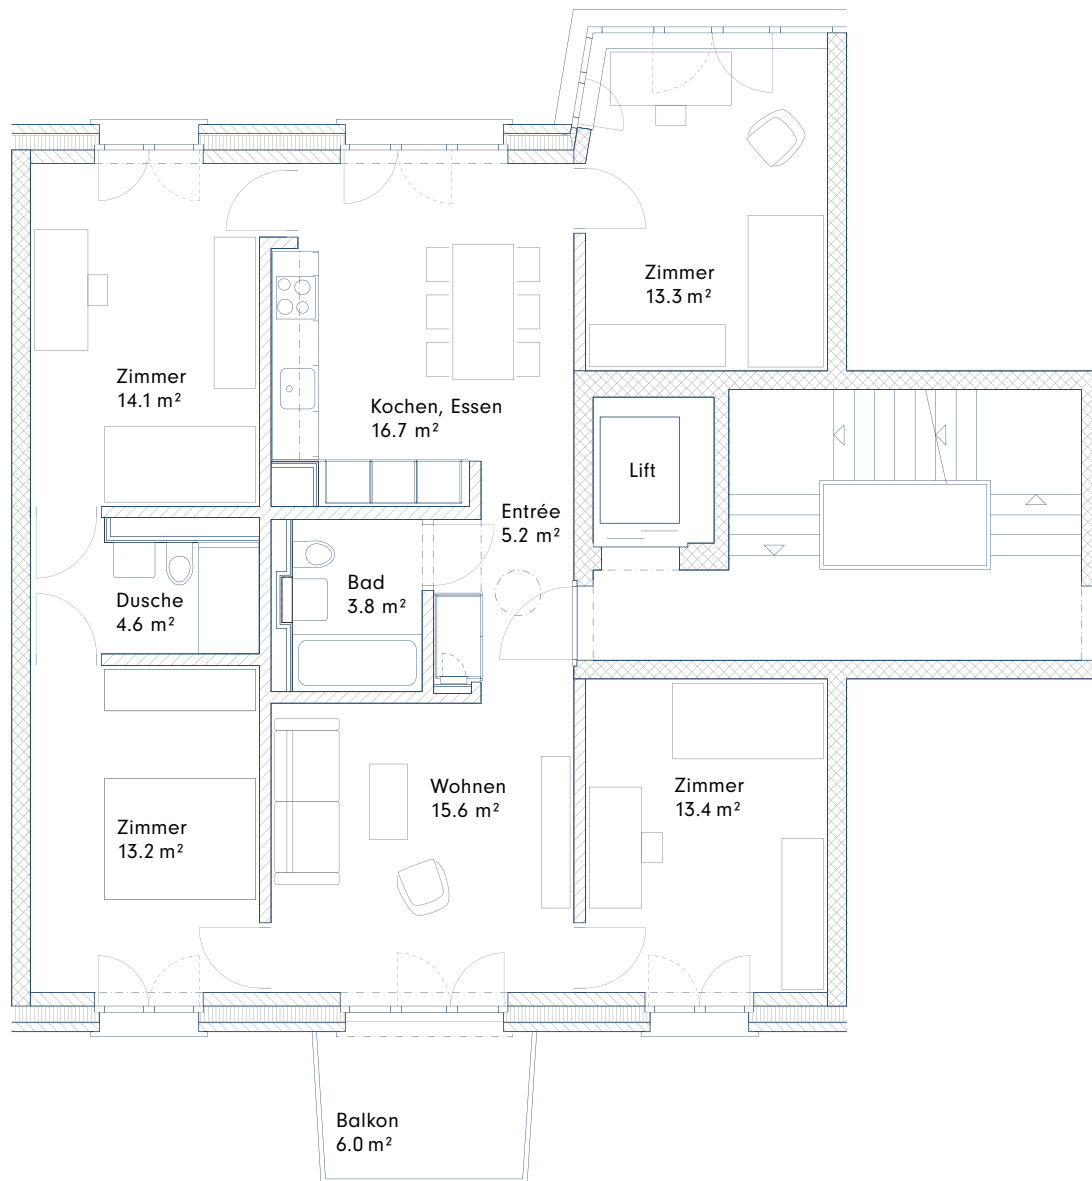 Zimmer
13.3 m²
Zimmer
14.1 m²
Kochen, Essen
16.7 m²
Lift
Entrée
5.2 m²
Bad
3.8 m²
Dusche
4.6 m²
Wohnen
15.6 m²
Zimmer
13.4 m²
Zimmer
13.2 m²
Balkon
6.0 m²